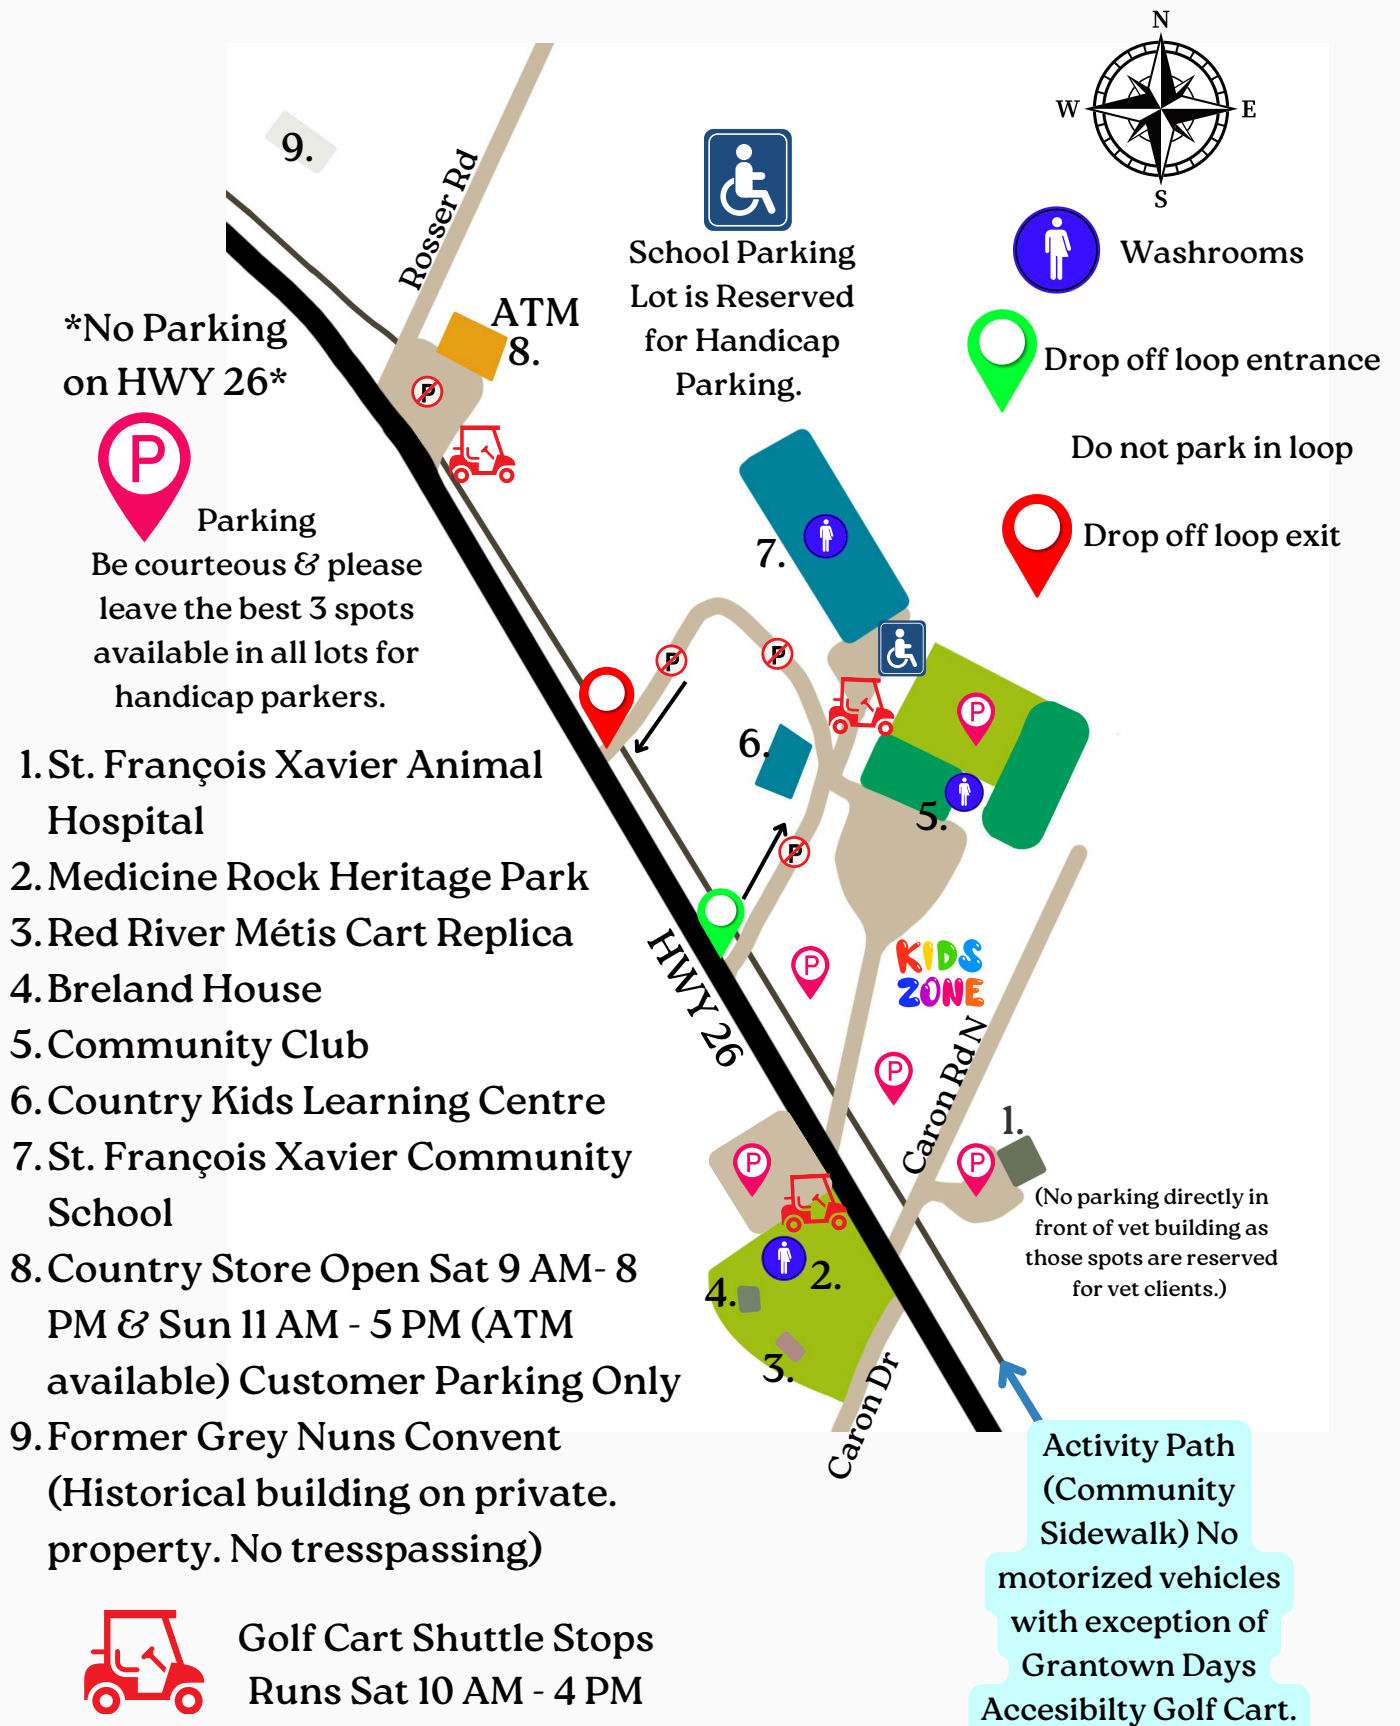 N
W
E
S
9.
Rosser Rd
School Parking
Lot is Reserved
for Handicap
Parking.
Washrooms
ATM
8.
*No Parking
on HWY 26*
Drop off loop entrance
P
P
Do not park in loop
Parking
Be courteous & please
leave the best 3 spots
available in all lots for
handicap parkers.
Drop off loop exit
7.
P
P
P
6.
5.
P
1. St. François Xavier Animal
Hospital
2. Medicine Rock Heritage Park
3. Red River Métis Cart Replica
4. Breland House
5. Community Club
6. Country Kids Learning Centre
7. St. François Xavier Community
School
8. Country Store Open Sat 9 AM- 8
PM & Sun 11 AM - 5 PM (ATM
available) Customer Parking Only
9. Former Grey Nuns Convent
(Historical building on private.
property. No tresspassing)
HWY 26
P
KIDS
ZONE
P
Caron Rd N
1.
P
P
(No parking directly in
front of vet building as
those spots are reserved
for vet clients.)
2.
4.
3.
Caron Dr
Activity Path
(Community
Sidewalk) No
motorized vehicles
with exception of
Grantown Days
Accesibilty Golf Cart.
Golf Cart Shuttle Stops
Runs Sat 10 AM - 4 PM